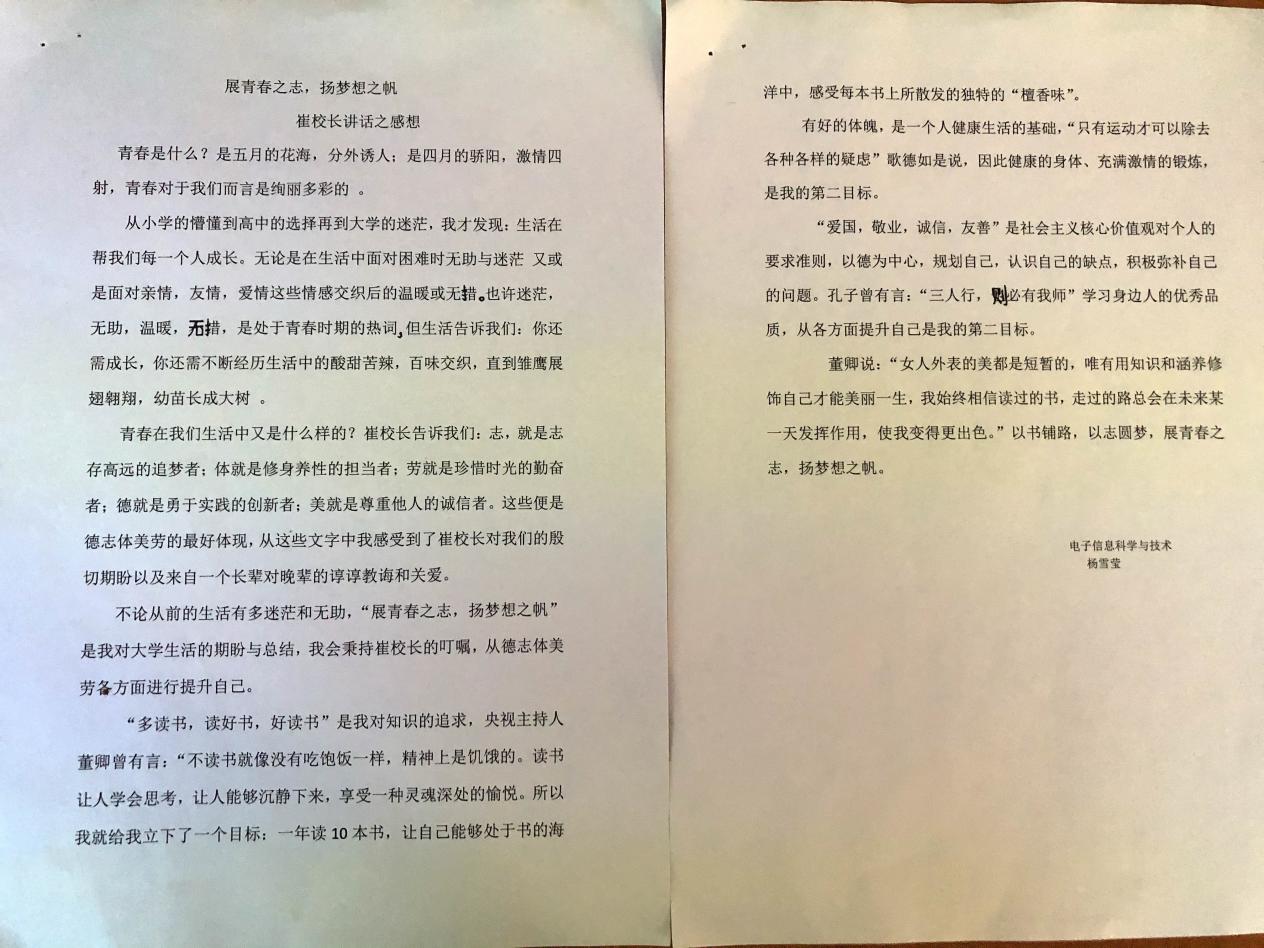 展青春之志，扬梦想之帆
崔校长讲话之感想
青春是什么？是五月的花海，分外诱人；是四月的骄阳，激情四
射，青春对于我们而言是绚丽多彩的 。
从小学的懵懂到高中的选择再到大学的迷茫，我才发现：生活在
帮我们每一个人成长。无论是在生活中面对困难时无助与迷茫 又或
是面对亲情，友情，爱情这些情感交织后的温暖或无措。也许迷茫，
无助，温暖，无措，是处于青春时期的热词，但生活告诉我们：你还
需成长，你还需不断经历生活中的酸甜苦辣，百味交织，直到雏鹰展
翅翱翔，幼苗长成大树 。
青春在我们生活中又是什么样的？崔校长告诉我们：志，就是志
存高远的追梦者；体就是修身养性的担当者；劳就是珍惜时光的勤奋
者；德就是勇于实践的创新者；美就是尊重他人的诚信者。这些便是
德志体美劳的最好体现，从这些文字中我感受到了崔校长对我们的殷
切期盼以及来自一个长辈对晚辈的谆谆教诲和关爱。
不论从前的生活有多迷茫和无助，“展青春之志，扬梦想之帆”
是我对大学生活的期盼与总结，我会秉持崔校长的叮嘱，从德志体美
劳各方面进行提升自己。
“多读书，读好书，好读书”是我对知识的追求，央视主持人
董卿曾有言：“不读书就像没有吃饱饭一样，精神上是饥饿的。读书
让人学会思考，让人能够沉静下来，享受一种灵魂深处的愉悦。所以
我就给我立下了一个目标：一年读 10 本书，让自己能够处于书的海
洋中，感受每本书上所散发的独特的“檀香味”。
有好的体魄，是一个人健康生活的基础，“只有运动才可以除去
各种各样的疑虑”歌德如是说，因此健康的身体、充满激情的锻炼，
是我的第二目标。
“爱国，敬业，诚信，友善”是社会主义核心价值观对个人的
要求准则，以德为中心，规划自己，认识自己的缺点，积极弥补自己
的问题。孔子曾有言：“三人行，则必有我师”学习身边人的优秀品
质，从各方面提升自己是我的第二目标。
董卿说：“女人外表的美都是短暂的，唯有用知识和涵养修
饰自己才能美丽一生，我始终相信读过的书，走过的路总会在未来某
一天发挥作用，使我变得更出色。”以书铺路，以志圆梦，展青春之
志，扬梦想之帆。
电子信息科学与技术
杨雪莹